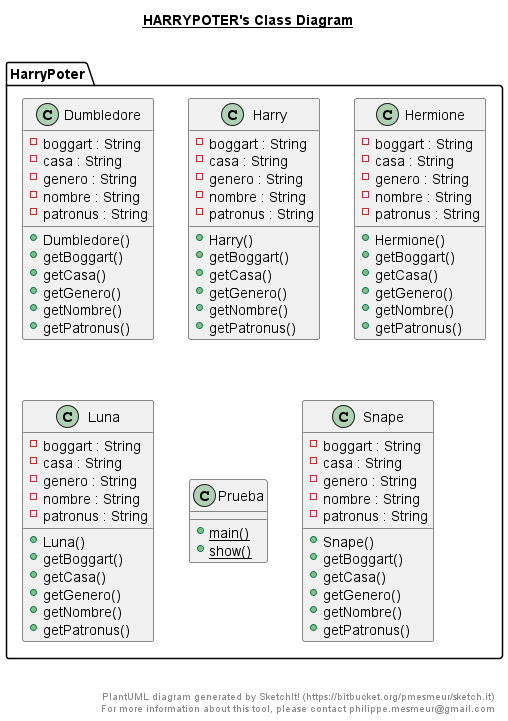 HARRYPOTER's Class Diagram
HarryPoter
C Dumbledore
boggart : String
casa : String
genero : String
nombre : String
patronus : String
Dumbledore()
getBoggart()
getCasa()
getGenero()
getNombre()
getPatronus()
C Harry
boggart : String
casa : String
genero : String
nombre : String
patronus : String
Harry()
getBoggart()
getCasa()
getGenero()
getNombre()
getPatronus()
C Hermione
boggart : String
casa : String
genero : String
nombre : String
patronus : String
Hermione()
getBoggart()
getCasa()
getGenero()
getNombre()
getPatronus()
C Luna
boggart : String
casa : String
genero : String
nombre : String
patronus : String
Luna()
getBoggart()
getCasa()
getGenero()
getNombre()
getPatronus()
C Prueba
main()
show()
C Snape
boggart : String
casa : String
genero : String
nombre : String
patronus : String
Snape()
getBoggart()
getCasa()
getGenero()
getNombre()
getPatronus()
PlantUML diagram generated by SketchIt! (https://bitbucket.org/pmesmeur/sketch.it)
For more information about this tool, please contact philippe.mesmeur@gmail.com